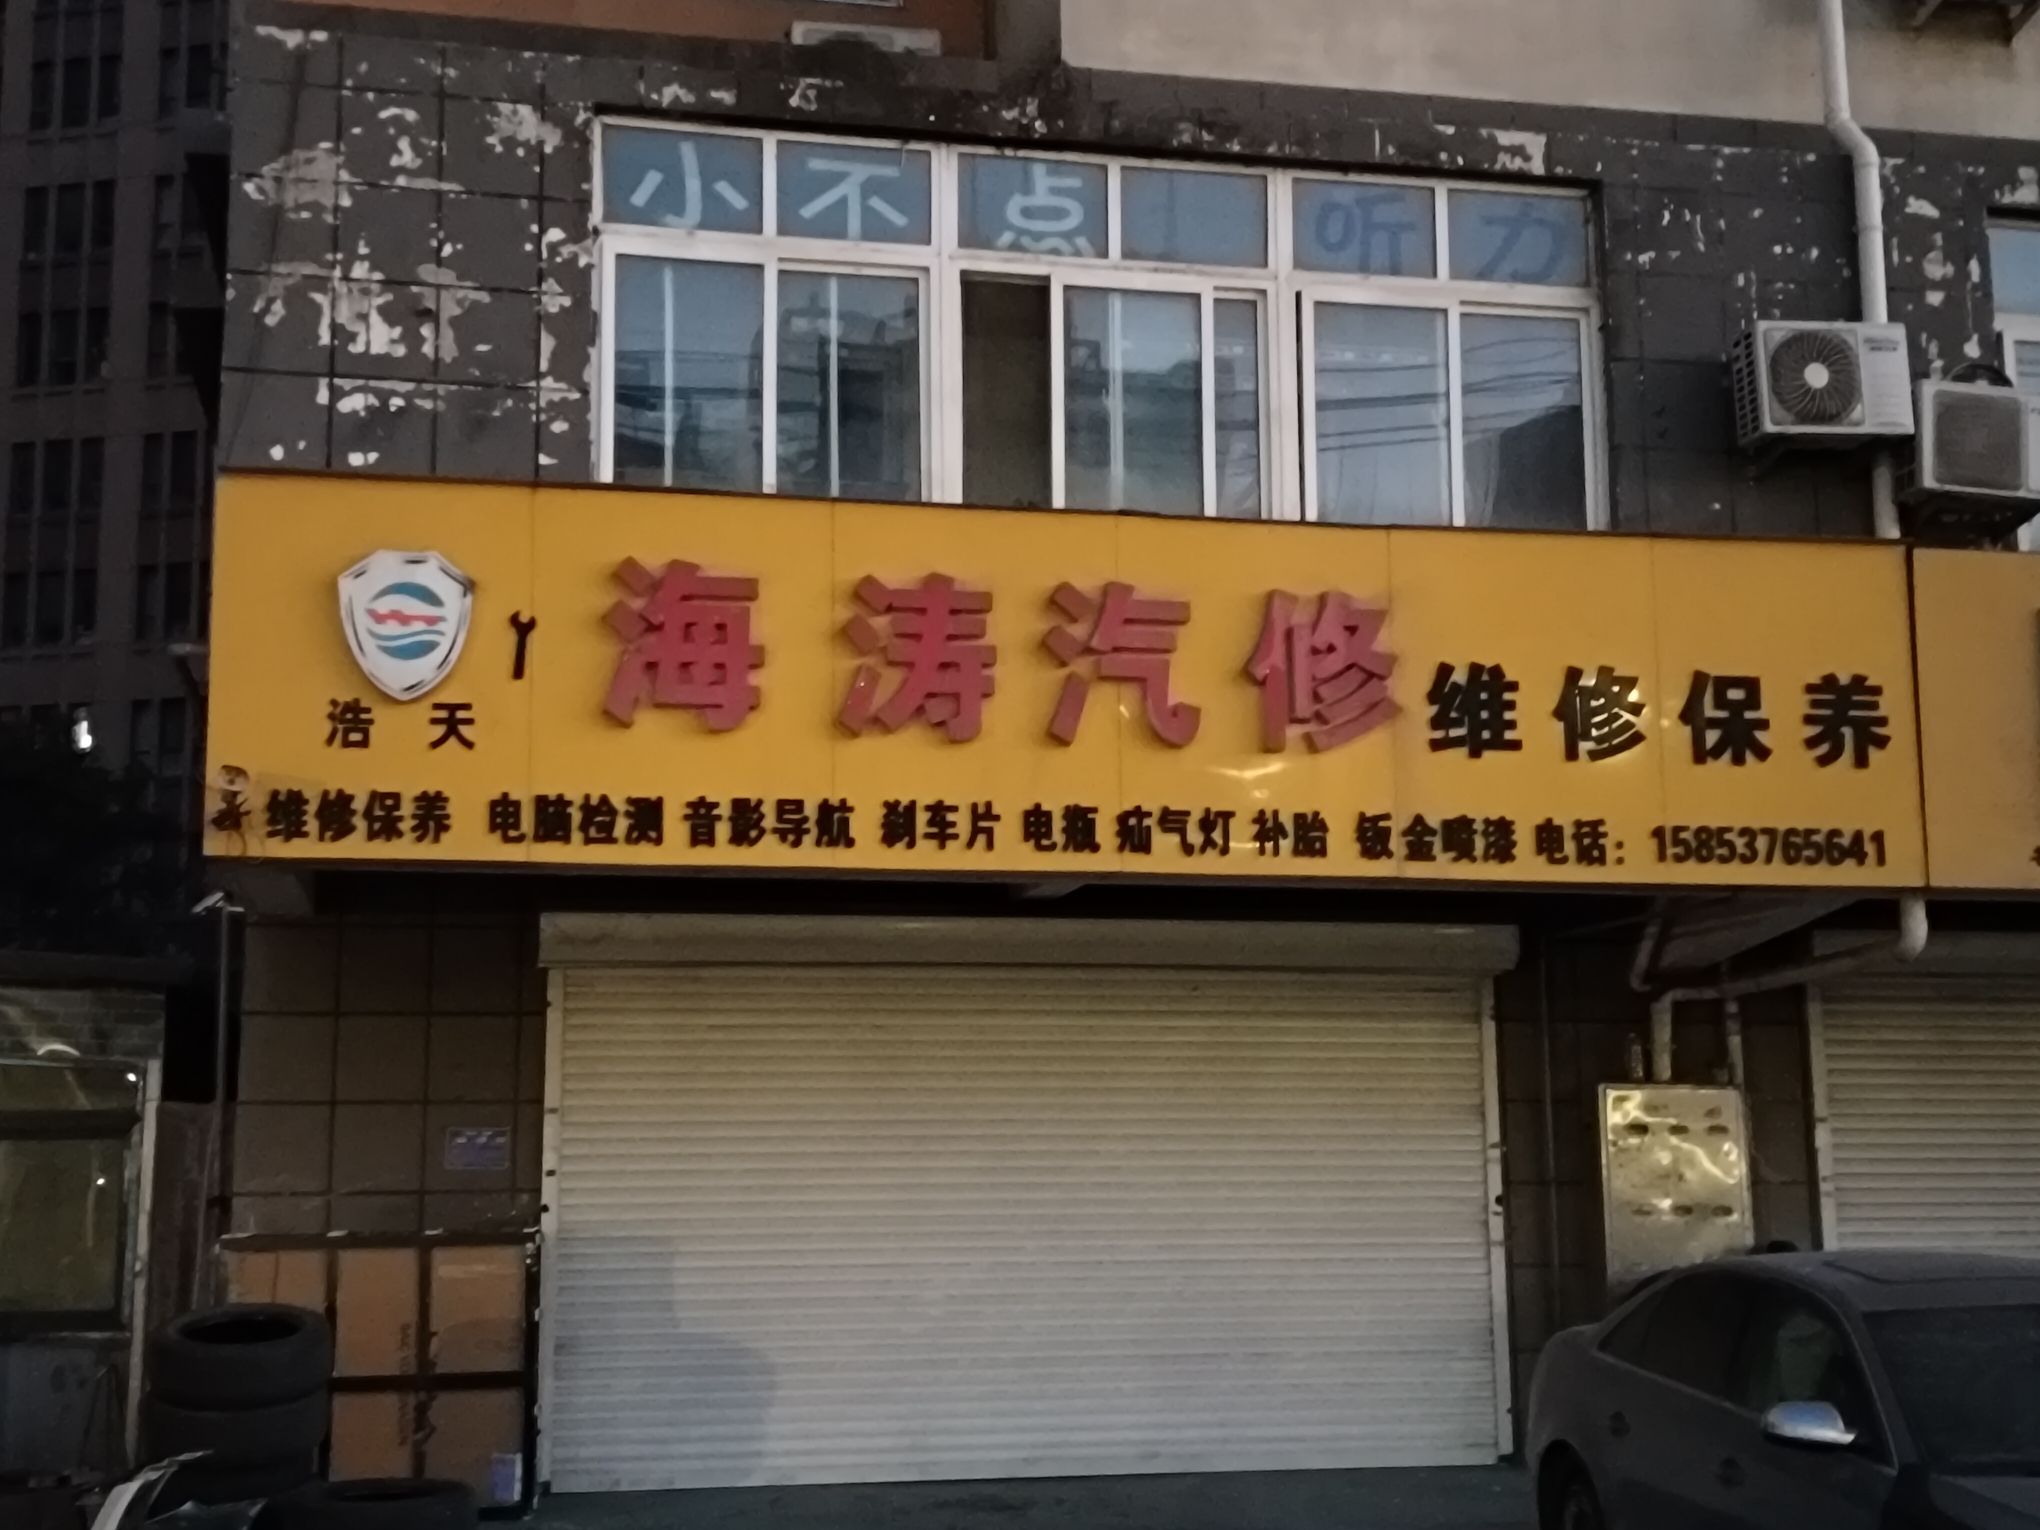 小不点 听力
海涛汽修 维修保养
浩天
维修保养 电脑检测 音影导航 刹车片 电瓶 疝气灯 补胎 钣金喷漆 电话：15853765641